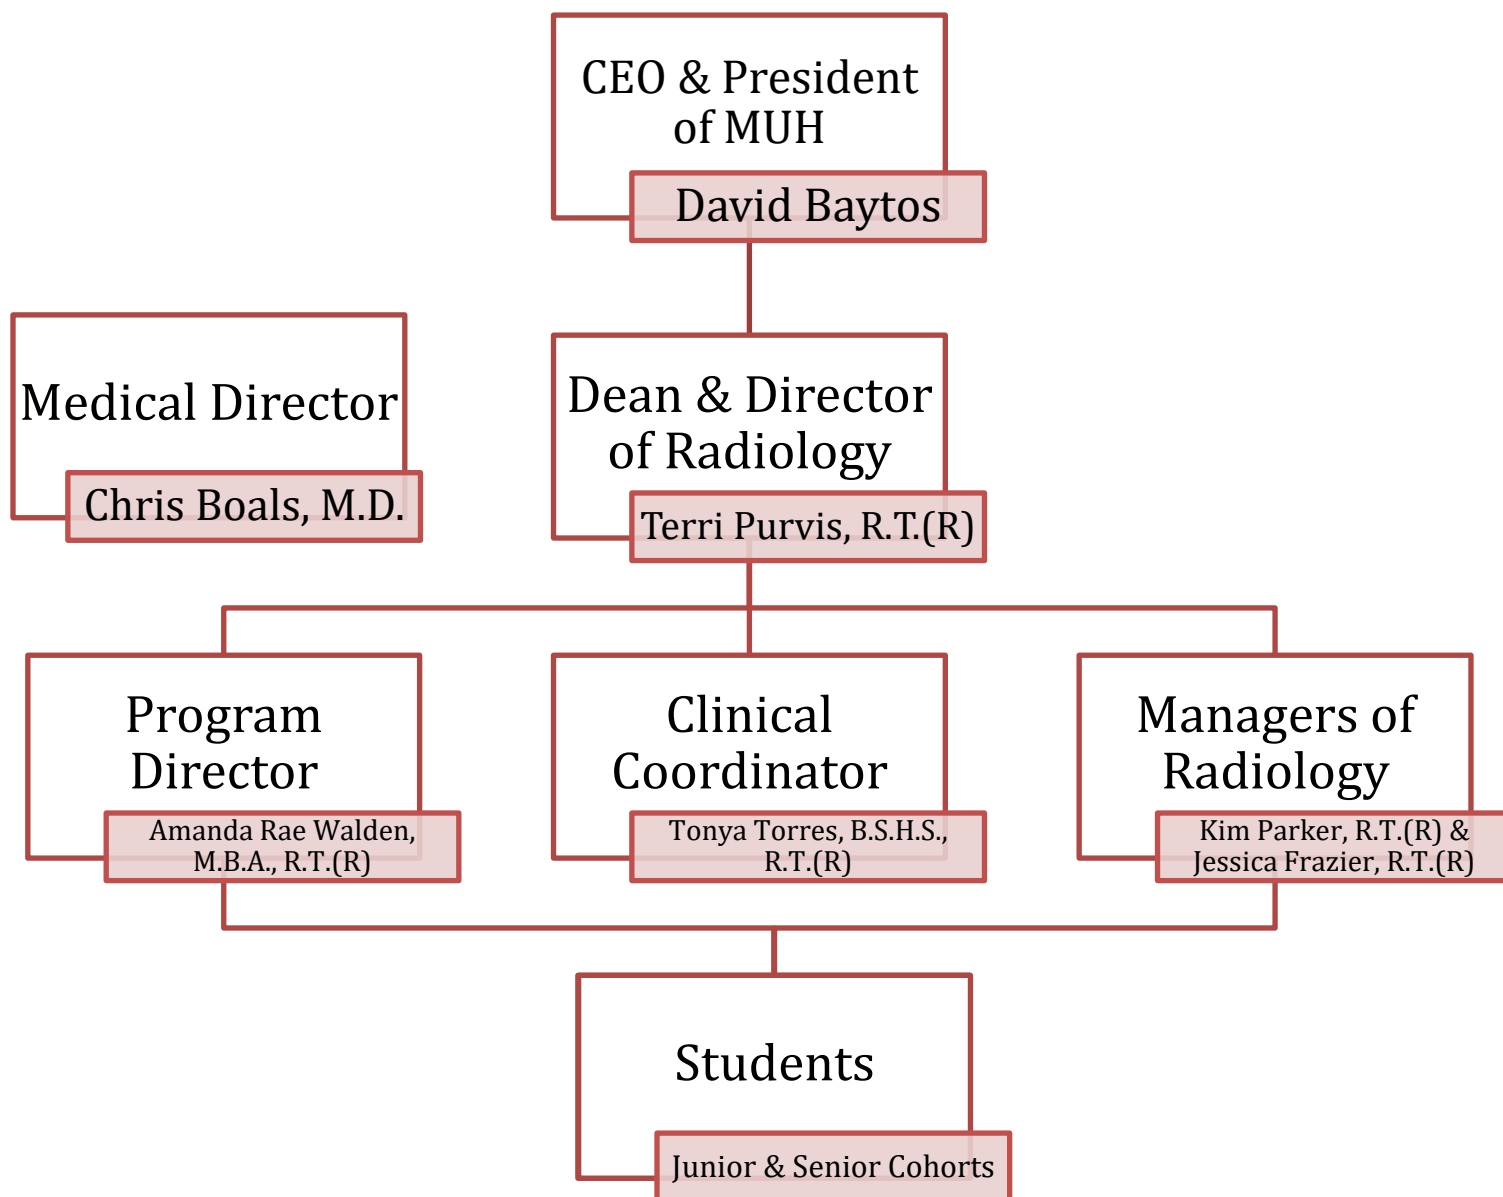 CEO & President
of MUH
David Baytos
Medical Director
Chris Boals, M.D.
Dean & Director
of Radiology
Terri Purvis, R.T.(R)
Program
Director
Amanda Rae Walden,
M.B.A., R.T.(R)
Clinical
Coordinator
Tonya Torres, B.S.H.S.,
R.T.(R)
Managers of
Radiology
Kim Parker, R.T.(R) &
Jessica Frazier, R.T.(R)
Students
Junior & Senior Cohorts